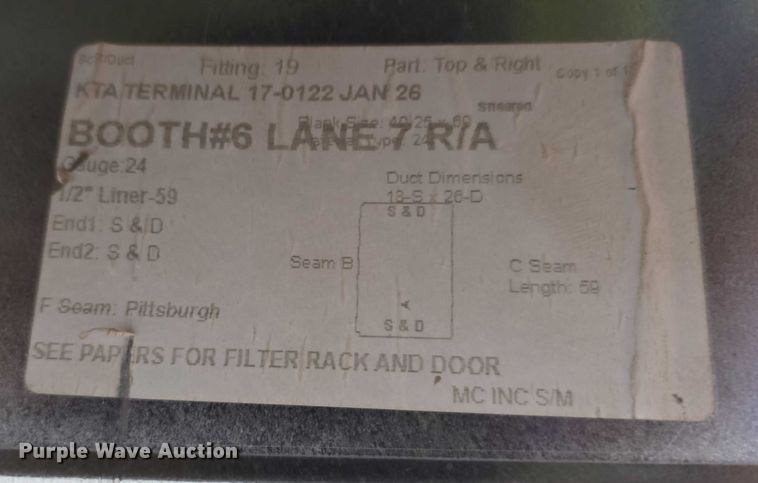 Fitting: 19 Part: Top & Right Copy 1 of 1
KTA TERMINAL 17-0122 JAN 26
Sheared
BOOTH#6 LANE 7 R/A
Gauge:24
Duct Dimensions
1/2" Liner-59
18-S x 26-D
S & D
End1: S & D
End2: S & D
Seam B
C Seam
Length: 59
F Seam: Pittsburgh
S & D
SEE PAPERS FOR FILTER RACK AND DOOR
MC INC S/M
Purple Wave Auction